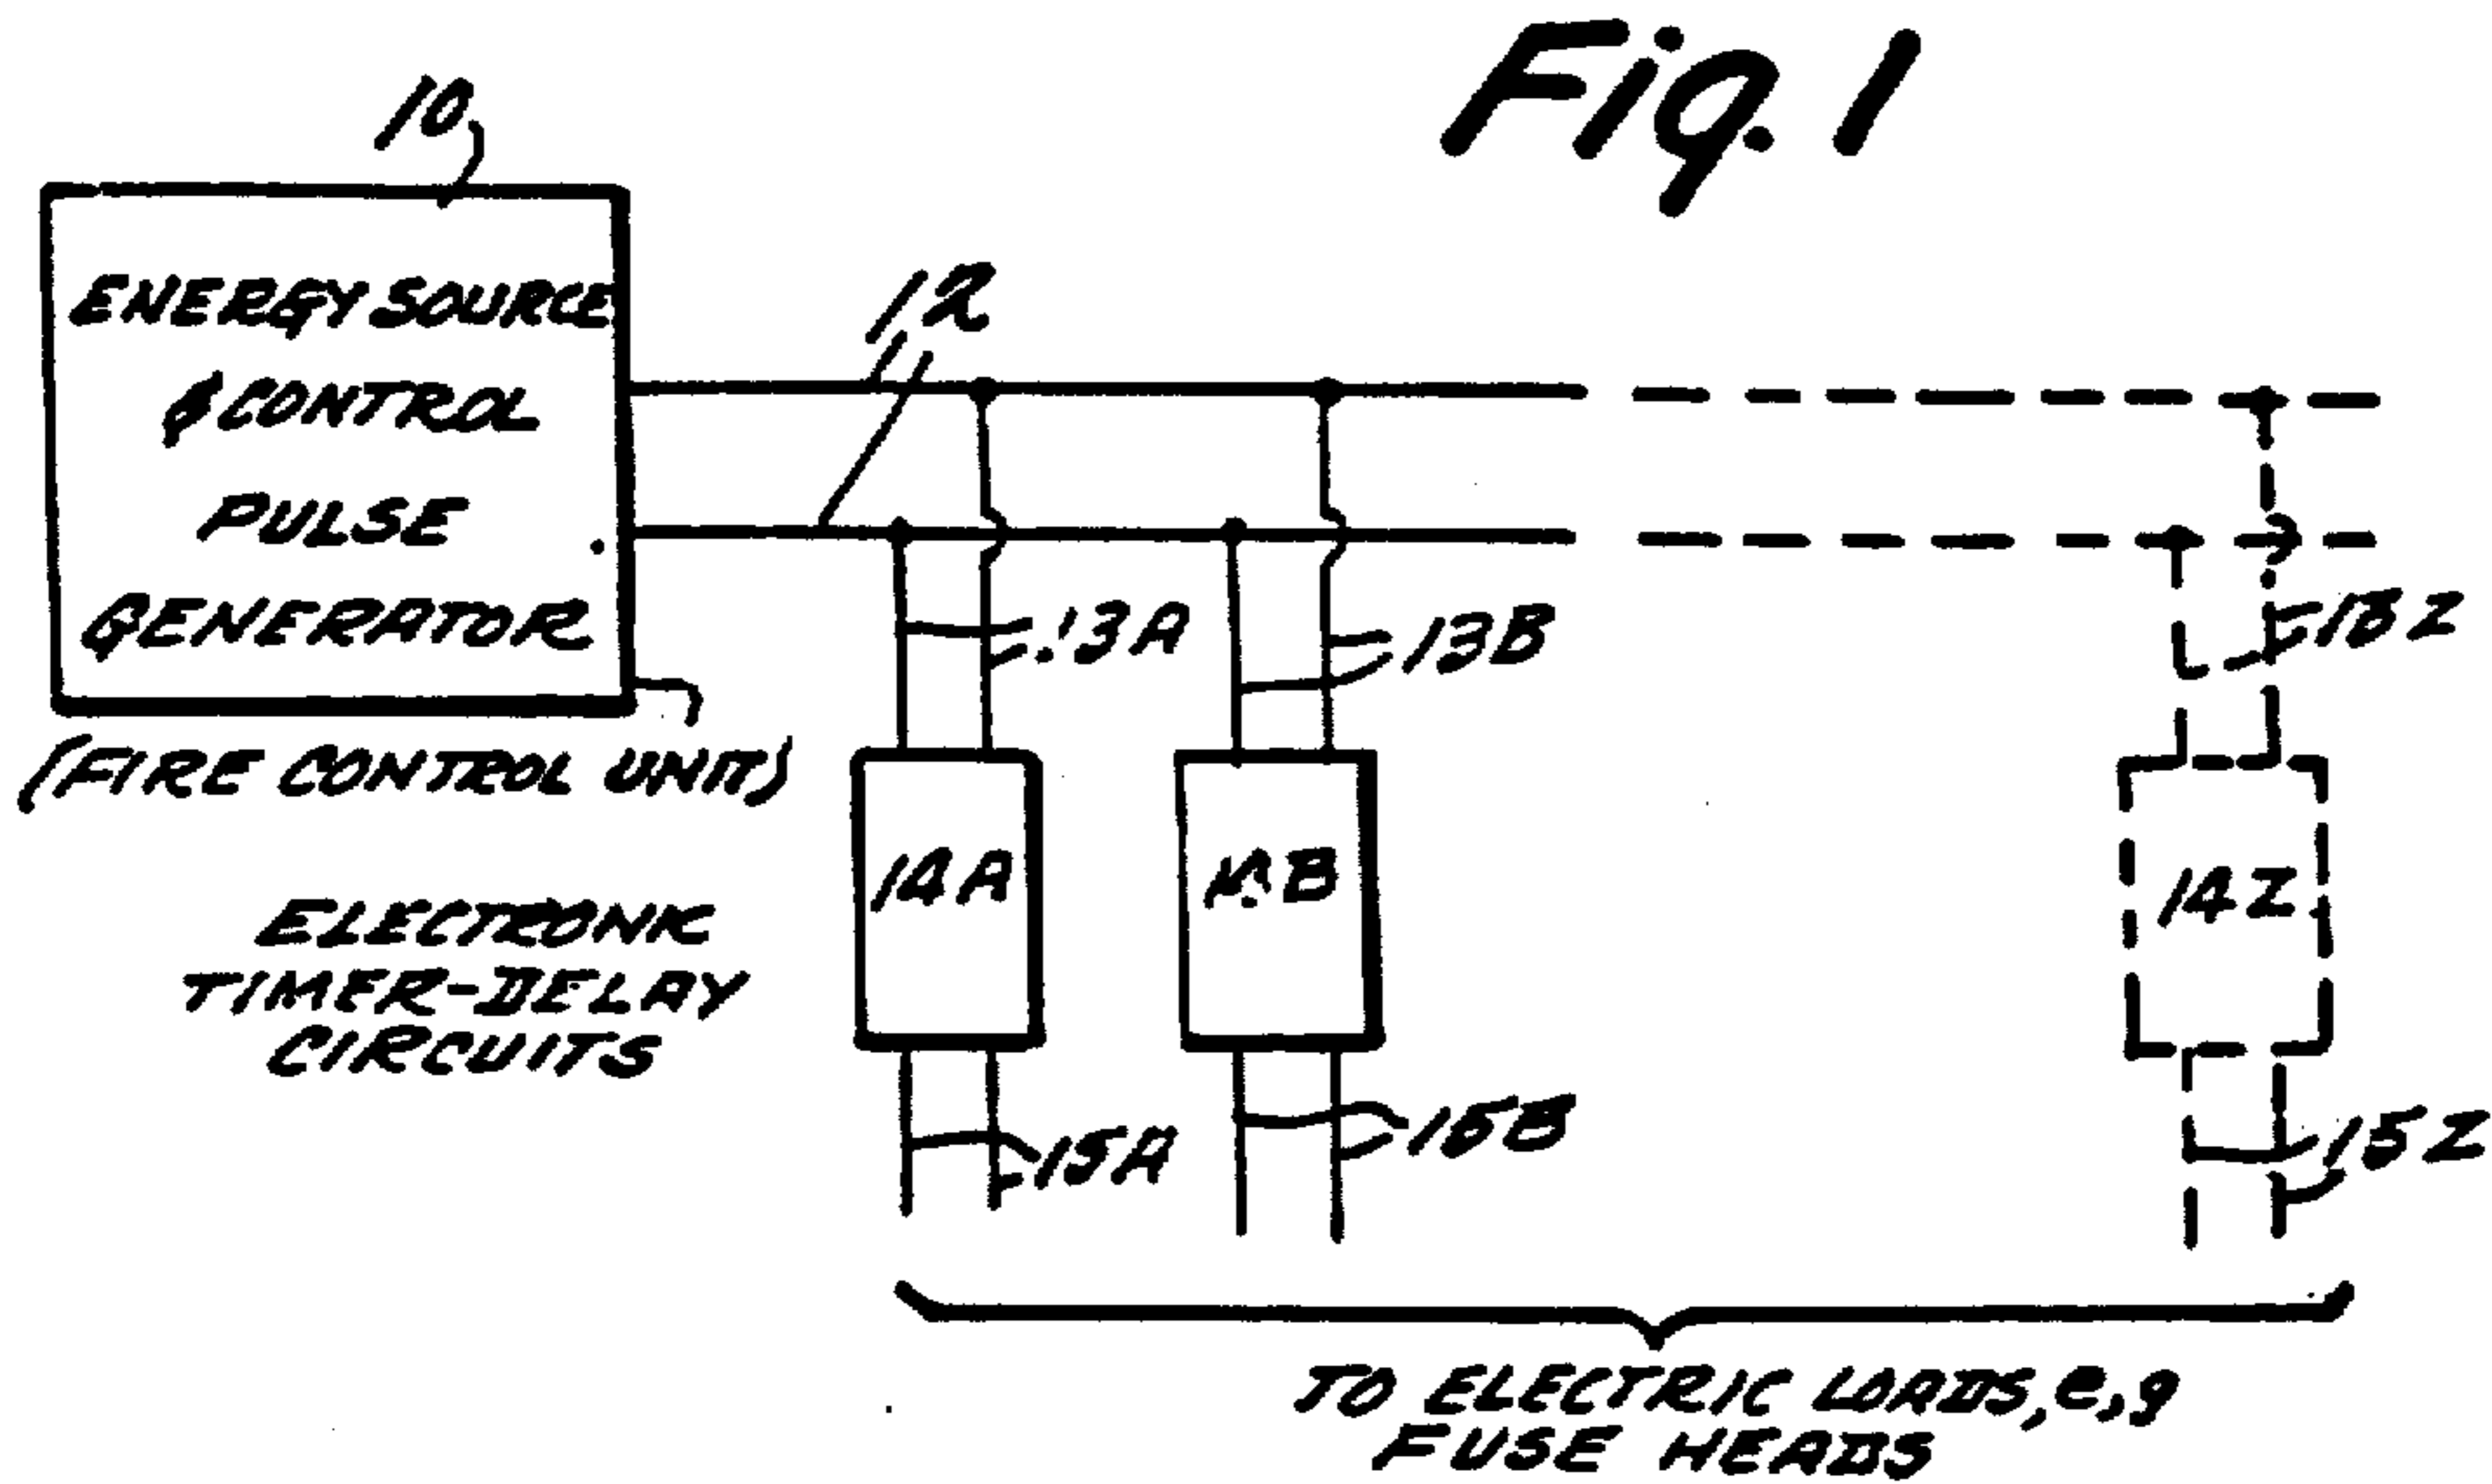 Fig. 1
10
ENERGY SOURCE
& CONTROL
PULSE
GENERATOR
(FIRE CONTROL UNIT)
12
13A
13B
13Z
14A
14B
14Z
ELECTRONIC
TIMER-DELAY
CIRCUITS
15A
15B
15Z
TO ELECTRIC LOADS, e,g
FUSE HEADS